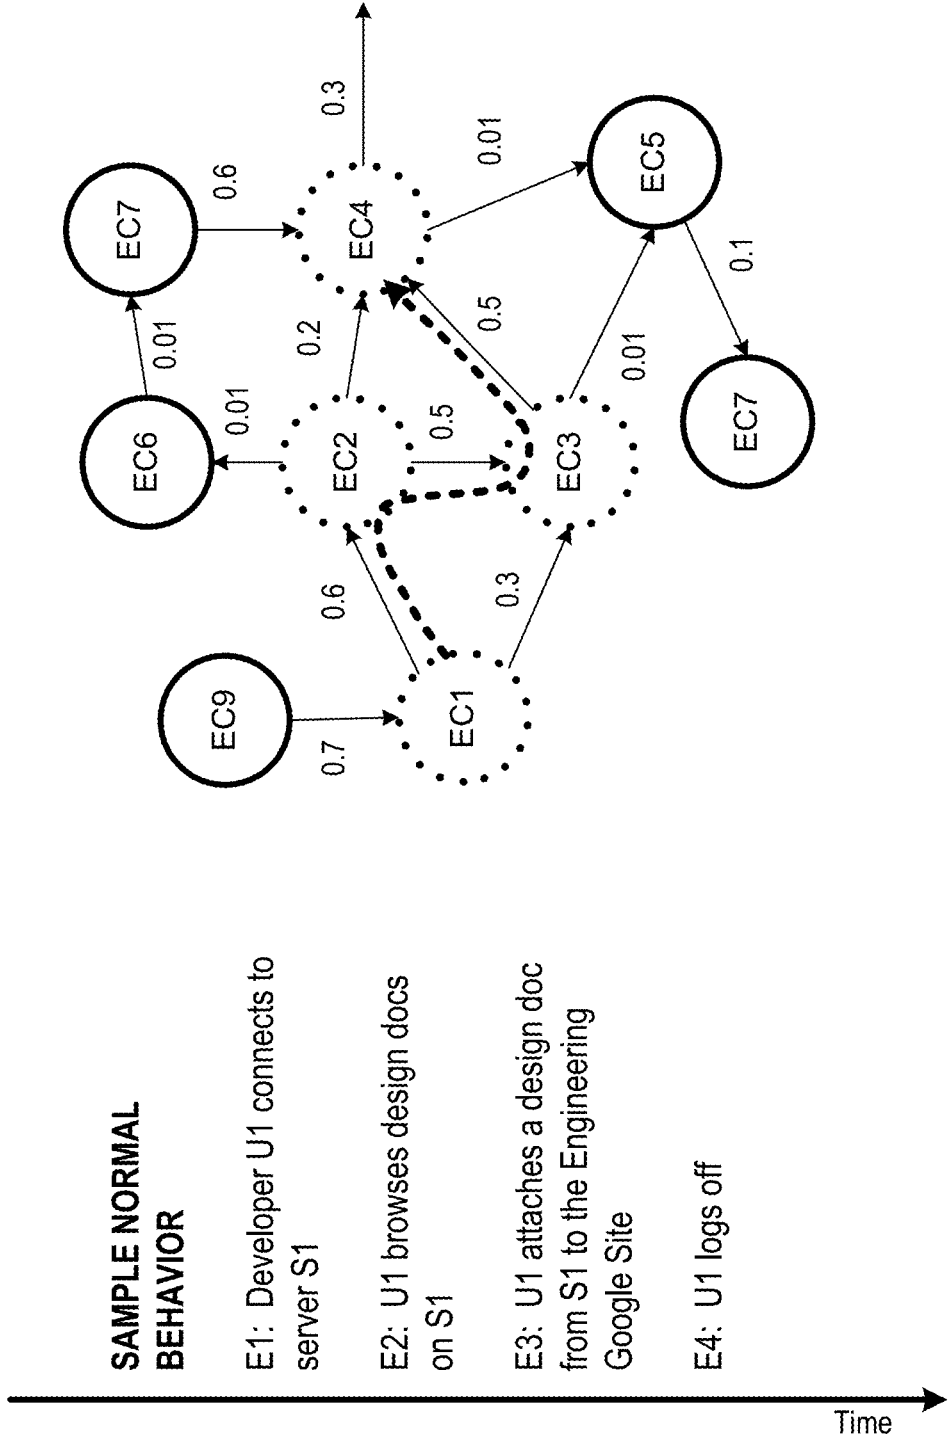 SAMPLE NORMAL
BEHAVIOR
E1: Developer U1 connects to
server S1
E2: U1 browses design docs
on S1
E3: U1 attaches a design doc
from S1 to the Engineering
Google Site
E4: U1 logs off
Time
EC9
0.7
EC1
0.6
0.3
EC6
0.01
0.01
EC2
0.5
0.2
EC3
0.5
0.01
EC7
0.6
EC4
0.3
0.01
EC5
0.1
EC7